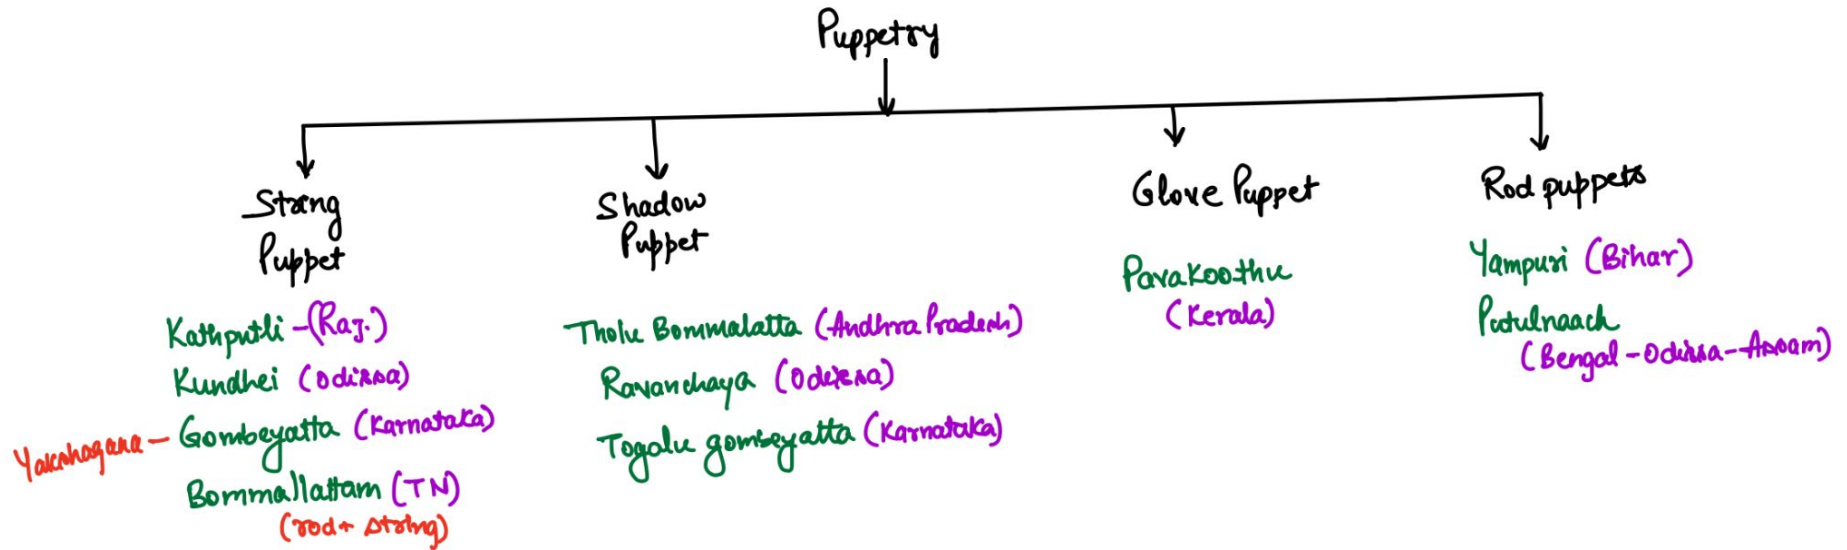 Puppetry
String
Puppet
Kathputli - (Raj.)
Kundhei (Odissa)
Yakshagana - Gombeyatta (Karnataka)
Bommallattam (TN)
(rod + string)
Shadow
Puppet
Tholu Bommalatta (Andhra Pradesh)
Ravanchaya (Odissa)
Togalu gombeyatta (Karnataka)
Glove Puppet
Pavakoothu
(Kerala)
Rod puppets
Yampuri (Bihar)
Putulnaach
(Bengal - Odissa - Assam)